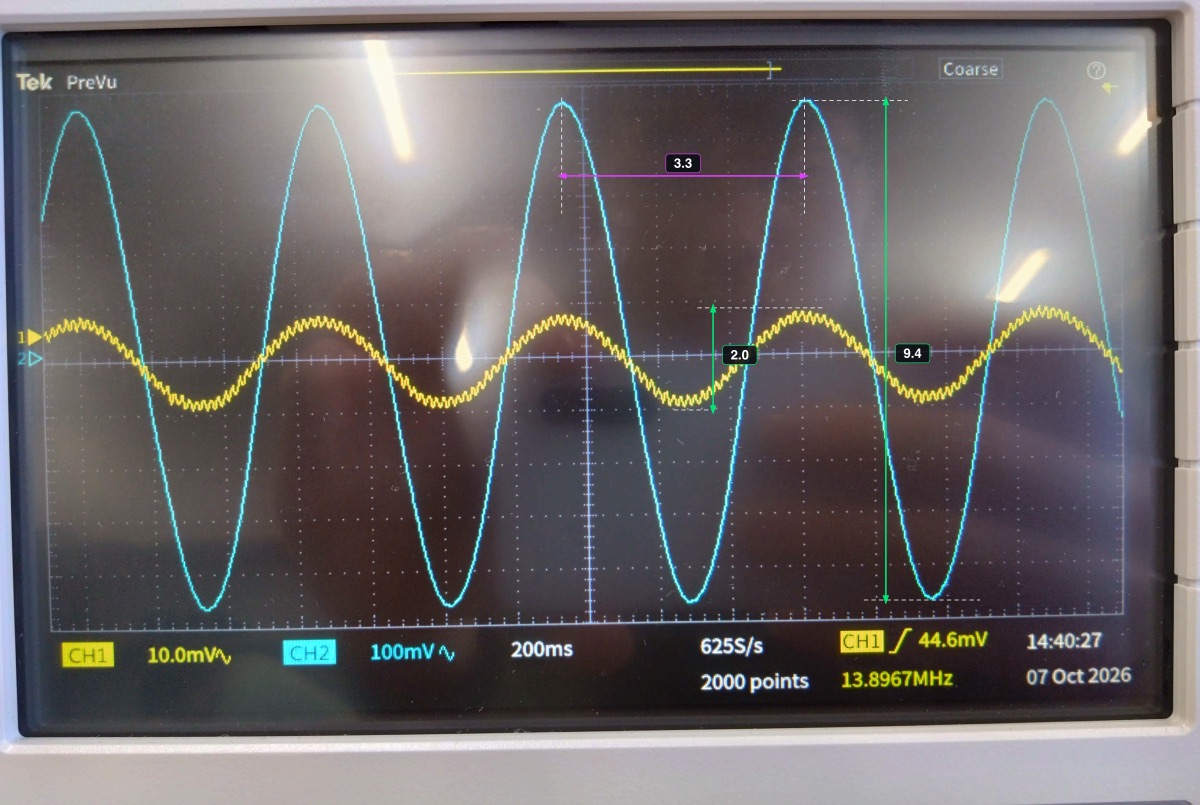 Tek PreVu Coarse ?
3.3
1
2
2.0
9.4
CH1 10.0mV CH2 100mV 200ms 625S/s CH1 44.6mV 14:40:27
2000 points 13.8967MHz 07 Oct 2026